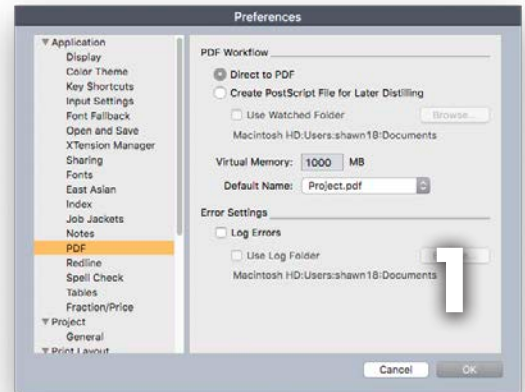 Preferences
Application
Display
Color Theme
Key Shortcuts
Input Settings
Font Fallback
Open and Save
XTension Manager
Sharing
Fonts
East Asian
Index
Job Jackets
Notes
PDF
Redline
Spell Check
Tables
Fraction/Price
Project
General
Print Layout
PDF Workflow
Direct to PDF
Create PostScript File for Later Distilling
Use Watched Folder Browse...
Macintosh HD:Users:shawn18:Documents
Virtual Memory: 1000 MB
Default Name: Project.pdf
Error Settings
Log Errors
Use Log Folder
Macintosh HD:Users:shawn18:Documents
1
Cancel OK